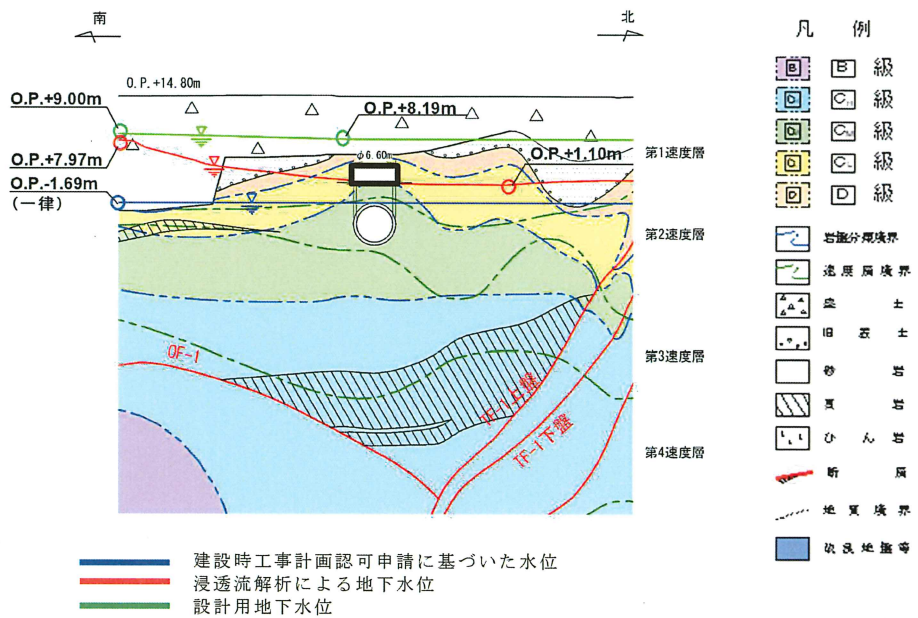 南
北
O.P.+14.80m
O.P.+9.00m
O.P.+8.19m
φ6.60m
O.P.+1.10m
O.P.+7.97m
O.P.-1.69m
(一律)
第1速度層
第2速度層
第3速度層
第4速度層
OF-1
TF-1上盤
TF-1下盤
凡 例
B B 級
CH 級
CM 級
CL 級
D D 級
岩盤分類境界
速度層境界
盛 土
旧 表 土
砂 岩
頁 岩
ひ ん 岩
断 層
地 質 境 界
建設時工事計画認可申請に基づいた水位
浸透流解析による地下水位
設計用地下水位